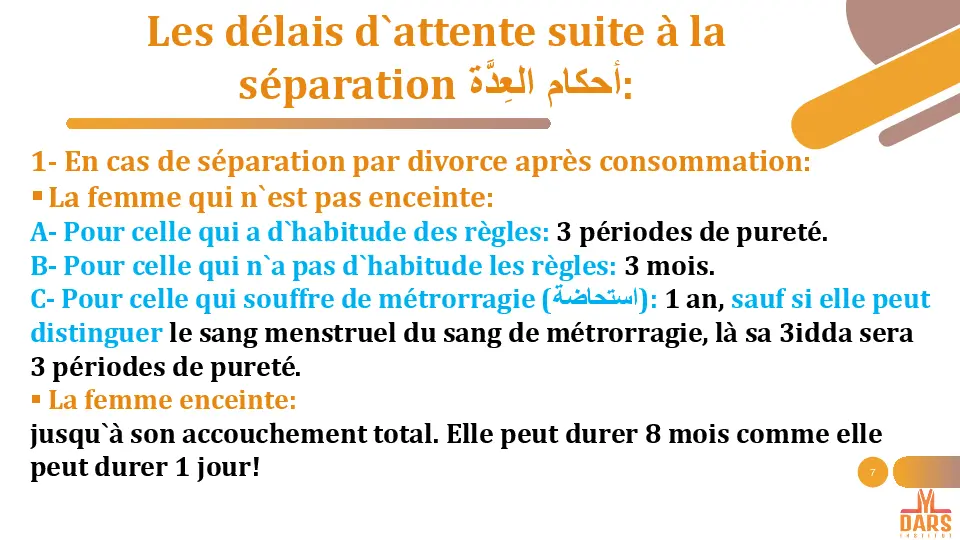 Les délais d`attente suite à la
séparation أحكام العِدَّة:
1- En cas de séparation par divorce après consommation:
▪ La femme qui n`est pas enceinte:
A- Pour celle qui a d`habitude des règles: 3 périodes de pureté.
B- Pour celle qui n`a pas d`habitude les règles: 3 mois.
C- Pour celle qui souffre de métrorragie (استحاضة): 1 an, sauf si elle peut
distinguer le sang menstruel du sang de métrorragie, là sa 3idda sera
3 périodes de pureté.
▪ La femme enceinte:
jusqu`à son accouchement total. Elle peut durer 8 mois comme elle
peut durer 1 jour!
7
DARS
INSTITUT